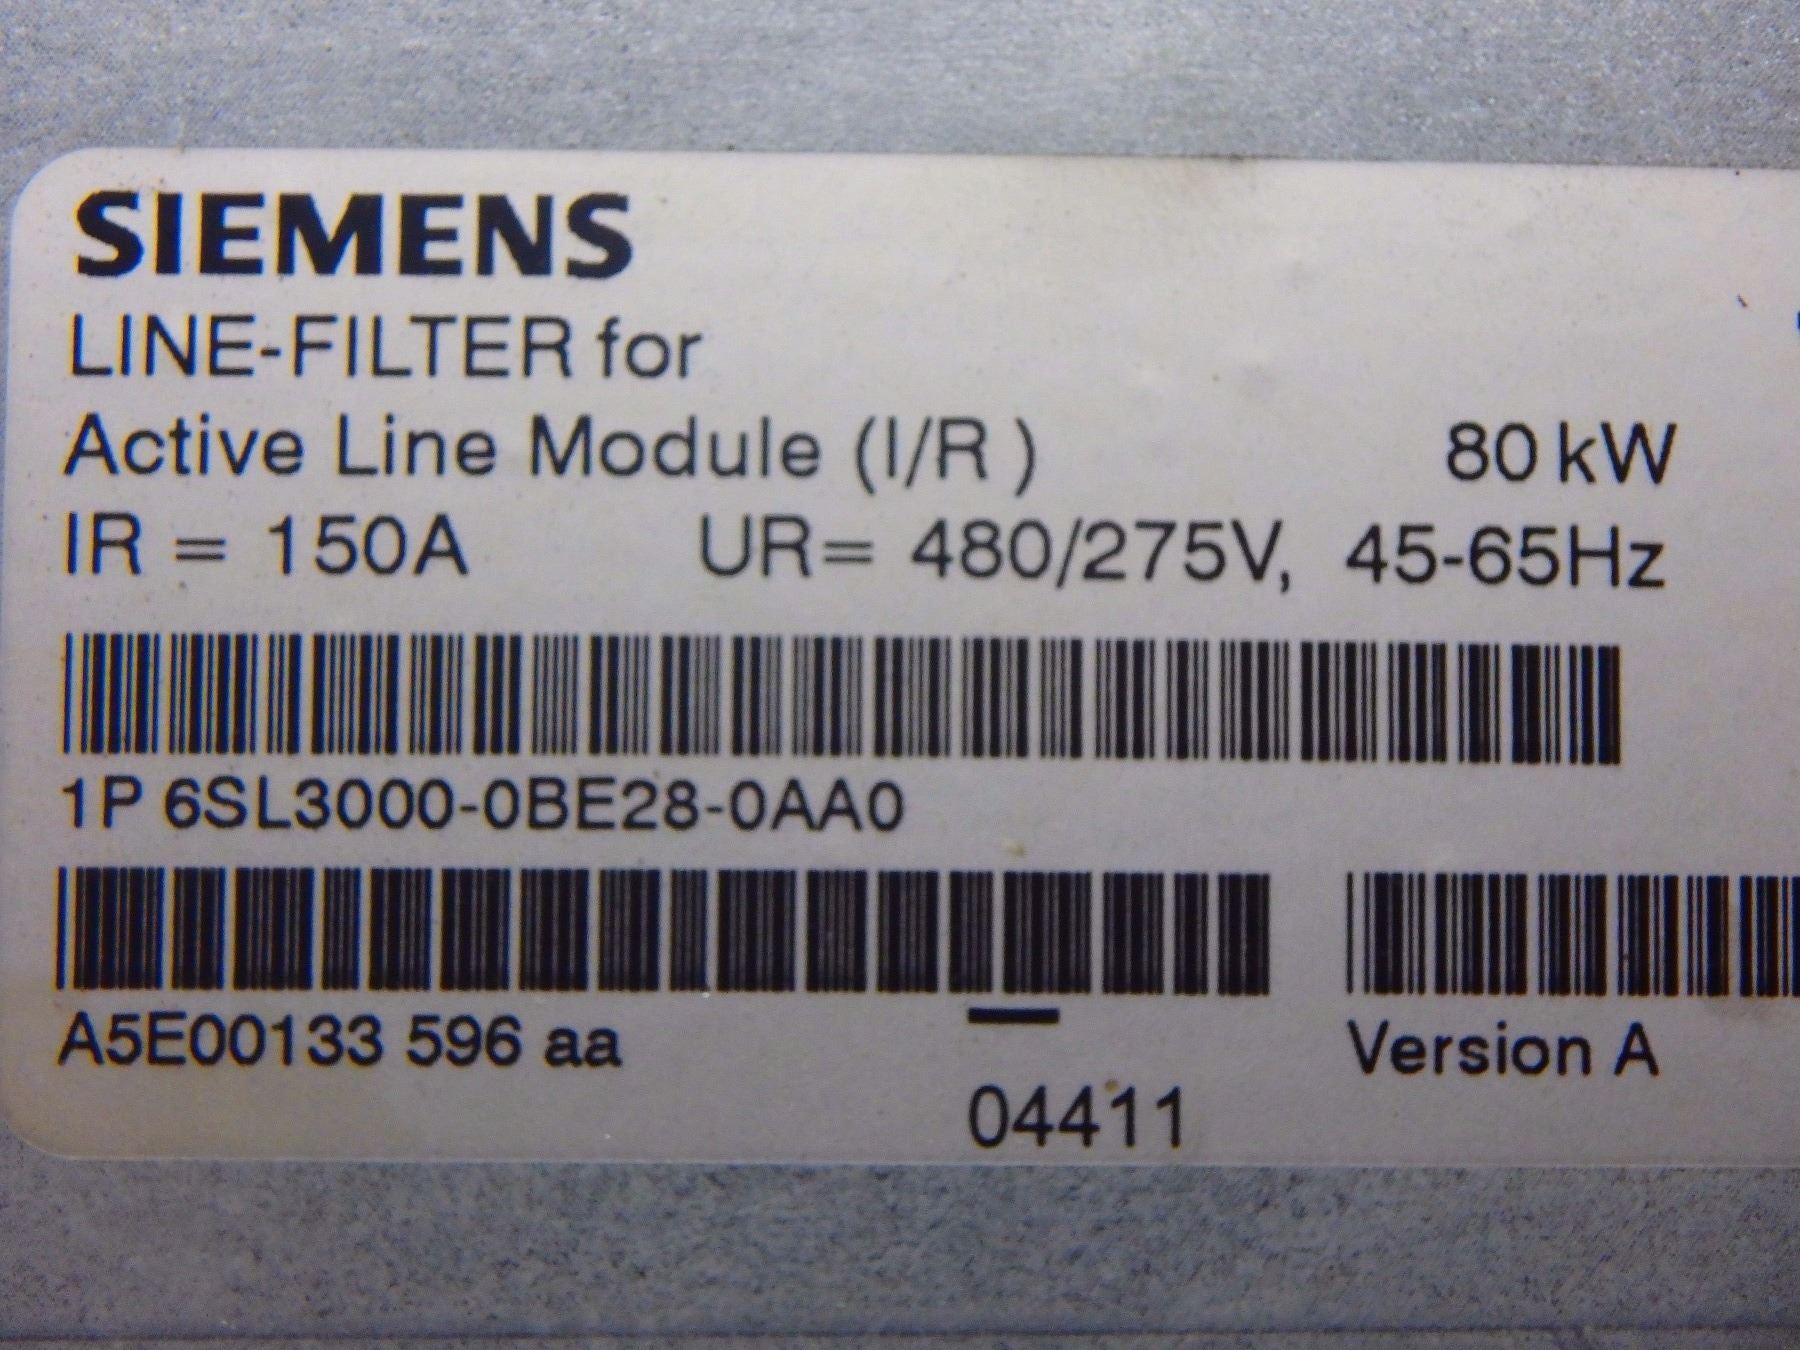 SIEMENS
LINE-FILTER for
Active Line Module (I/R ) 80 kW
IR = 150A UR= 480/275V, 45-65Hz
1P 6SL3000-0BE28-0AA0
A5E00133 596 aa Version A
04411